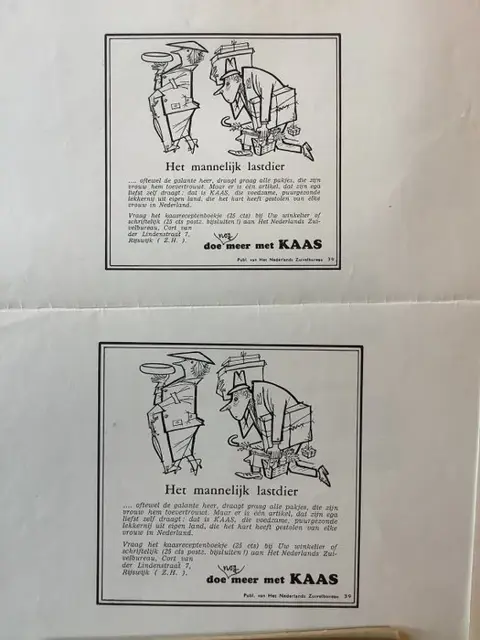 Het mannelijk lastdier
.... oftewel de galante heer, draagt graag alle pakjes, die zijn
vrouw hem toevertrouwt. Maar er is één artikel, dat zijn ega
liefst zelf draagt: dat is KAAS, die voedzame, puurgezonde
lekkernij uit eigen land, die het hart heeft gestolen van elke
vrouw in Nederland.
Vraag het kaasreceptenboekje (25 cts) bij Uw winkelier of
schriftelijk (25 cts postz. bijsluiten!) aan Het Nederlands Zui-
velbureau, Cort van
der Lindenstraat 7,
Rijswijk ( Z.H. ).
nog
doe meer met KAAS
Publ. van Het Nederlands Zuivelbureau 39
Het mannelijk lastdier
.... oftewel de galante heer, draagt graag alle pakjes, die zijn
vrouw hem toevertrouwt. Maar er is één artikel, dat zijn ega
liefst zelf draagt: dat is KAAS, die voedzame, puurgezonde
lekkernij uit eigen land, die het hart heeft gestolen van elke
vrouw in Nederland.
Vraag het kaasreceptenboekje (25 cts) bij Uw winkelier of
schriftelijk (25 cts postz. bijsluiten!) aan Het Nederlands Zui-
velbureau, Cort van
der Lindenstraat 7,
Rijswijk ( Z.H. ).
nog
doe meer met KAAS
Publ. van Het Nederlands Zuivelbureau 39